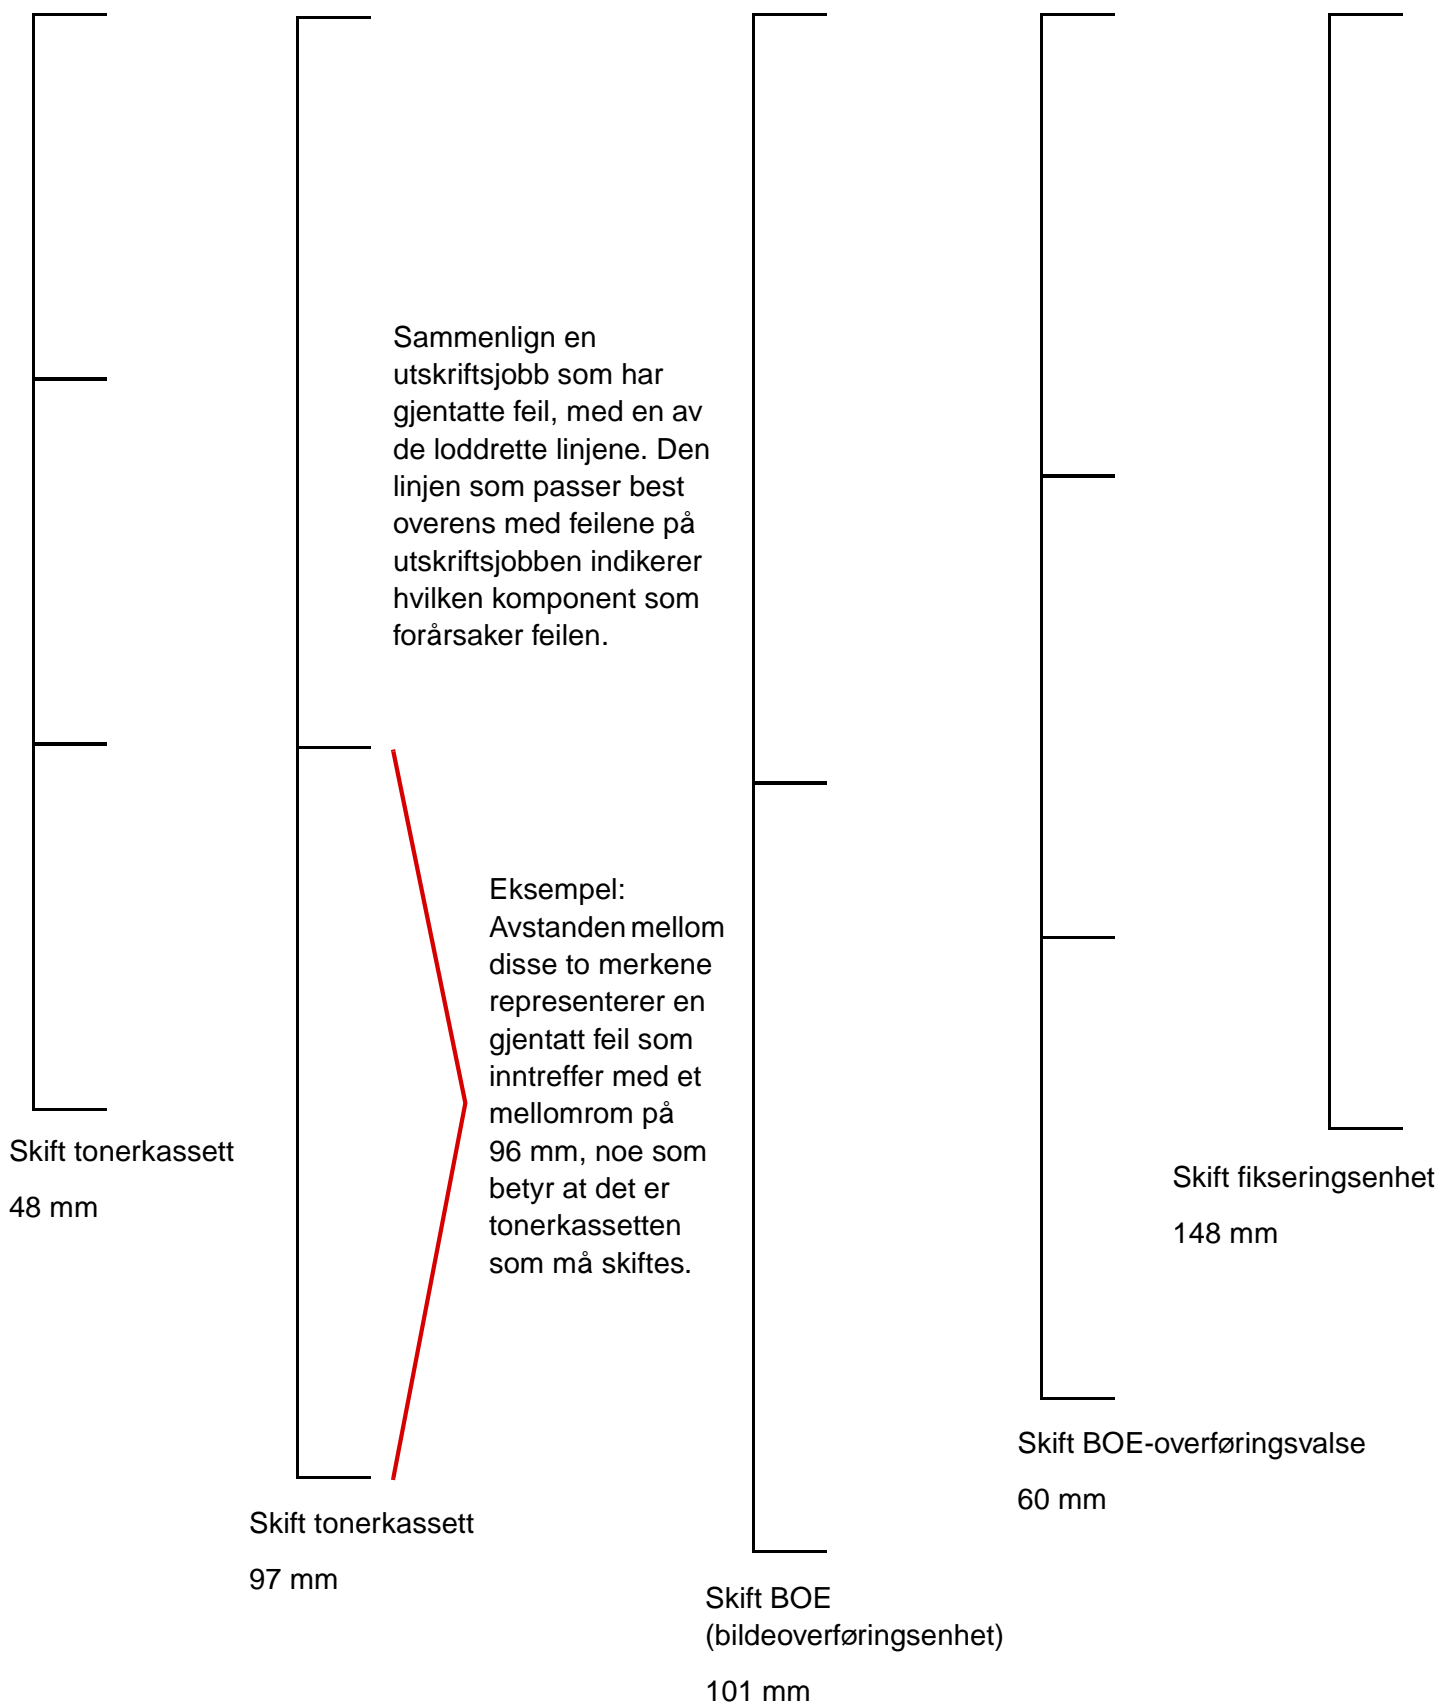 Sammenlign en
utskriftsjobb som har
gjentatte feil, med en av
de loddrette linjene. Den
linjen som passer best
overens med feilene på
utskriftsjobben indikerer
hvilken komponent som
forårsaker feilen.
Eksempel:
Avstanden mellom
disse to merkene
representerer en
gjentatt feil som
inntreffer med et
mellomrom på
96 mm, noe som
betyr at det er
tonerkassetten
som må skiftes.
Skift tonerkassett
48 mm
Skift tonerkassett
97 mm
Skift BOE
(bildeoverføringsenhet)
101 mm
Skift BOE-overføringsvalse
60 mm
Skift fikseringsenhet
148 mm